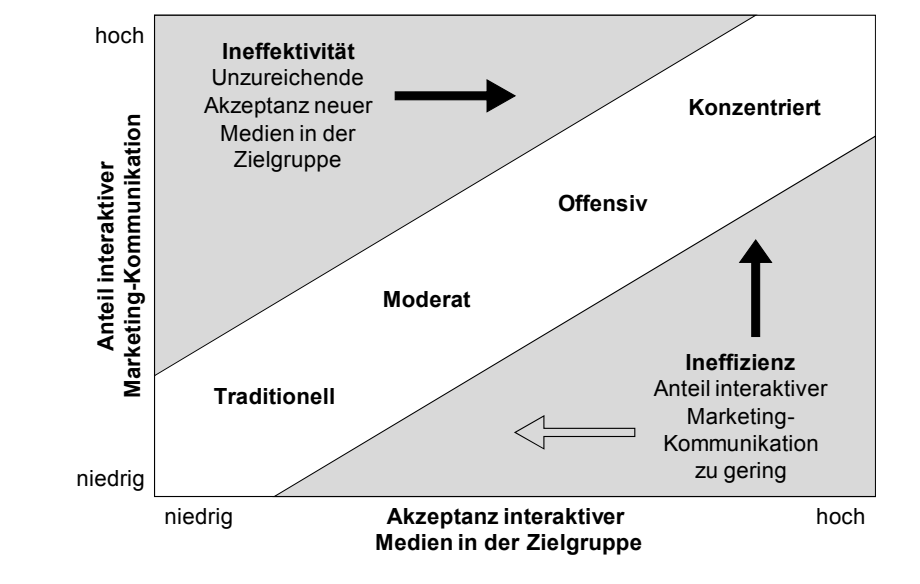 hoch
Anteil interaktiver
Marketing-Kommunikation
niedrig
Ineffektivität
Unzureichende
Akzeptanz neuer
Medien in der
Zielgruppe
Konzentriert
Offensiv
Moderat
Traditionell
Ineffizienz
Anteil interaktiver
Marketing-
Kommunikation
zu gering
niedrig
Akzeptanz interaktiver
Medien in der Zielgruppe
hoch